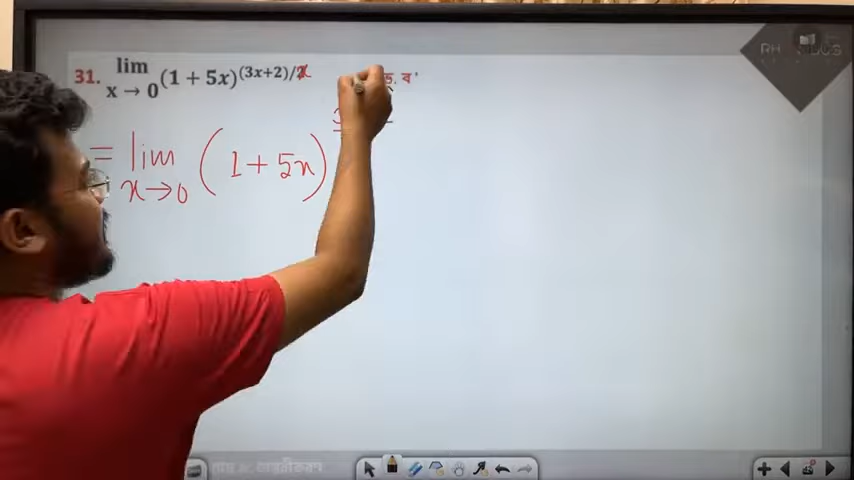 31. lim x → 0 (1 + 5x)^(3x+2)/x
ড. ব'
= lim x→0 (1 + 5x)